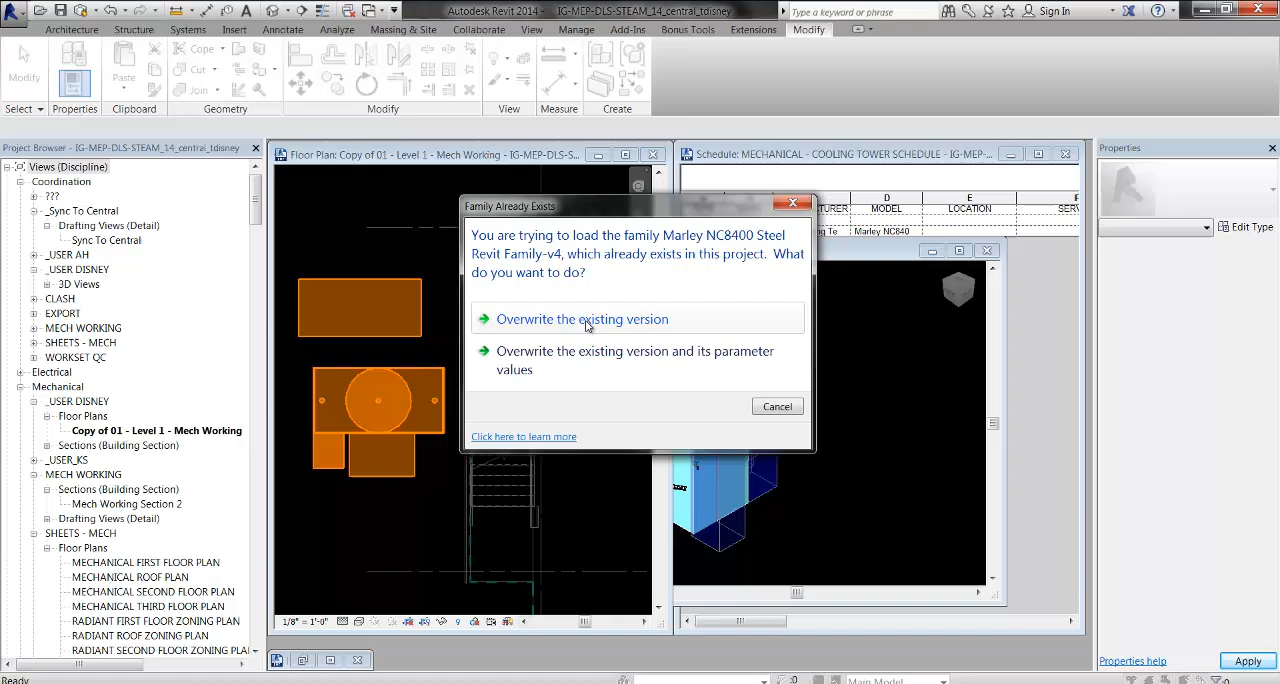 Autodesk Revit 2014 - IG-MEP-DLS-STEAM_14_central_tdisney
Type a keyword or phrase
Sign In
Architecture Structure Systems Insert Annotate Analyze Massing & Site Collaborate View Manage Add-Ins Bonus Tools Extensions Modify
Modify
Paste
Cope
Cut
Join
Select Properties Clipboard Geometry Modify View Measure Create
Project Browser - IG-MEP-DLS-STEAM_14_central_tdisney
Views (Discipline)
Coordination
???
_Sync To Central
Drafting Views (Detail)
Sync To Central
_USER AH
_USER DISNEY
3D Views
CLASH
EXPORT
MECH WORKING
SHEETS - MECH
WORKSET QC
Electrical
Mechanical
_USER DISNEY
Floor Plans
Copy of 01 - Level 1 - Mech Working
Sections (Building Section)
_USER_KS
MECH WORKING
Sections (Building Section)
Mech Working Section 2
Drafting Views (Detail)
SHEETS - MECH
Floor Plans
MECHANICAL FIRST FLOOR PLAN
MECHANICAL ROOF PLAN
MECHANICAL SECOND FLOOR PLAN
MECHANICAL THIRD FLOOR PLAN
RADIANT FIRST FLOOR ZONING PLAN
RADIANT ROOF ZONING PLAN
RADIANT SECOND FLOOR ZONING PLAN
Ready
Floor Plan: Copy of 01 - Level 1 - Mech Working - IG-MEP-DLS-S...
1/8" = 1'-0"
Schedule: MECHANICAL - COOLING TOWER SCHEDULE - IG-MEP-...
D E F
MODEL LOCATION
Marley NC840
Family Already Exists
You are trying to load the family Marley NC8400 Steel
Revit Family-v4, which already exists in this project. What
do you want to do?
Overwrite the existing version
Overwrite the existing version and its parameter
values
Cancel
Click here to learn more
Properties
Edit Type
Properties help
Apply
:0
Main Model